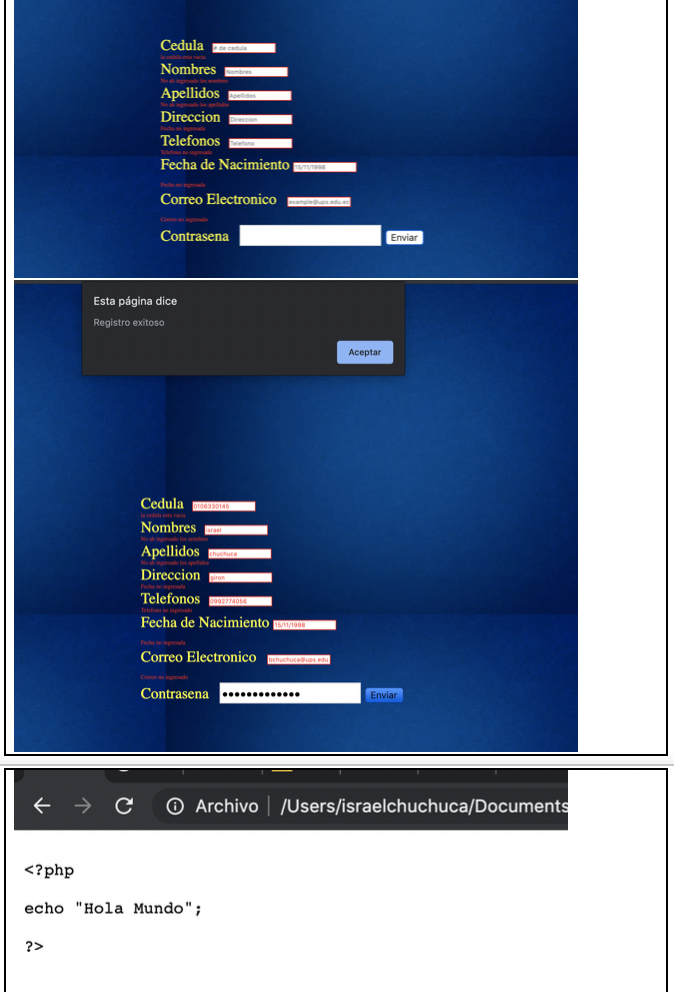 Cedula # de cedula
la cedula esta vacia
Nombres Nombres
No ah ingresado los nombres
Apellidos Apellidos
No ah ingresado los apellidos
Direccion Direccion
Fecha no ingresada
Telefonos Telefono
Telefono no ingresado
Fecha de Nacimiento 15/11/1998
Fecha no ingresada
Correo Electronico example@ups.edu.ec
Correo no ingresado
Contrasena Enviar
Esta página dice
Registro exitoso
Aceptar
Cedula 0106330145
la cedula esta vacia
Nombres israel
No ah ingresado los nombres
Apellidos chuchuca
No ah ingresado los apellidos
Direccion giron
Fecha no ingresada
Telefonos 0992774056
Telefono no ingresado
Fecha de Nacimiento 15/11/1998
Fecha no ingresada
Correo Electronico bchuchuca@ups.edu
Correo no ingresado
Contrasena ••••••••••••• Enviar
Archivo | /Users/israelchuchuca/Documents
<?php
echo "Hola Mundo";
?>